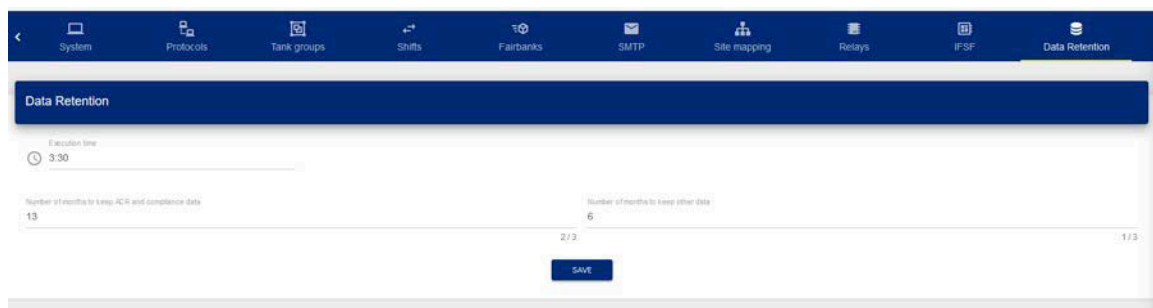 System Protocols Tank groups Shifts Fairbanks SMTP Site mapping Relays IFSF Data Retention
Data Retention
Execution time
3:30
Number of months to keep ACR and compliance data Number of months to keep other data
13 6
2 / 3 1 / 3
SAVE